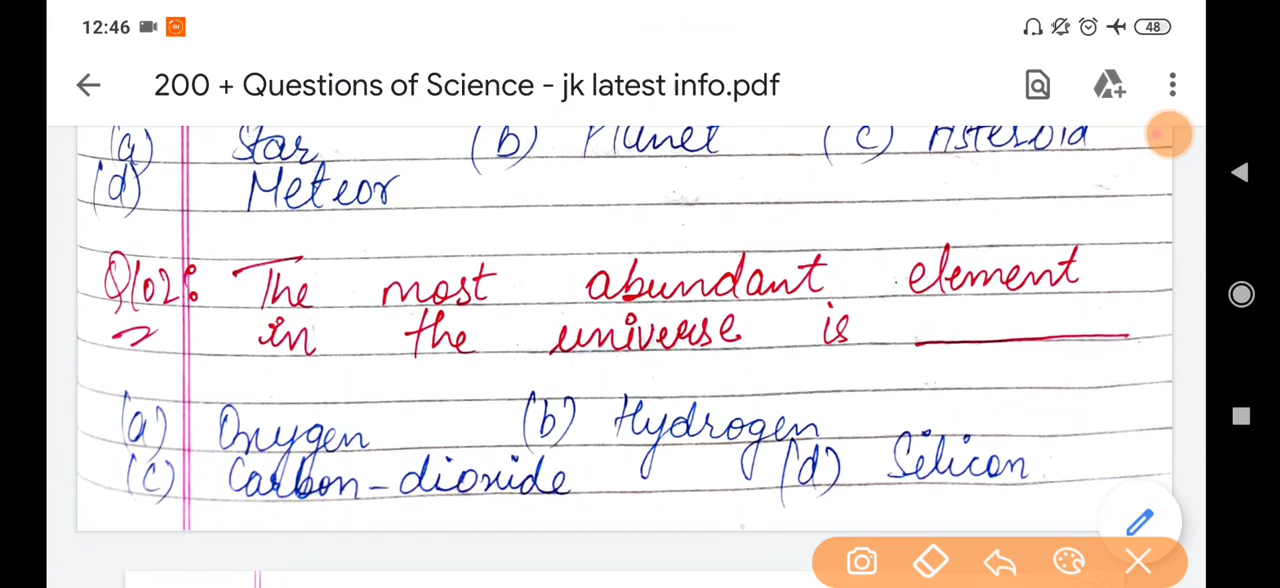 12:46
48
200 + Questions of Science - jk latest info.pdf
(a) Star (b) Planet (c) Asteroid
(d) Meteor
Q102: The most abundant element
in the universe is ________
(a) Oxygen (b) Hydrogen
(c) Carbon-dioxide (d) Silicon